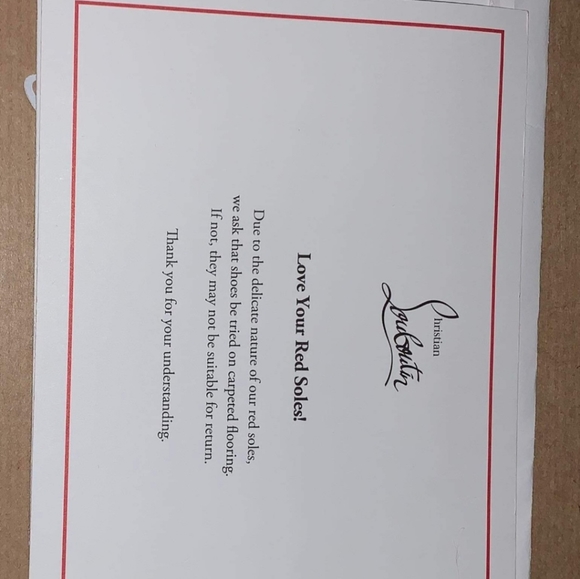 Christian
Louboutin
Love Your Red Soles!
Due to the delicate nature of our red soles,
we ask that shoes be tried on carpeted flooring.
If not, they may not be suitable for return.
Thank you for your understanding.